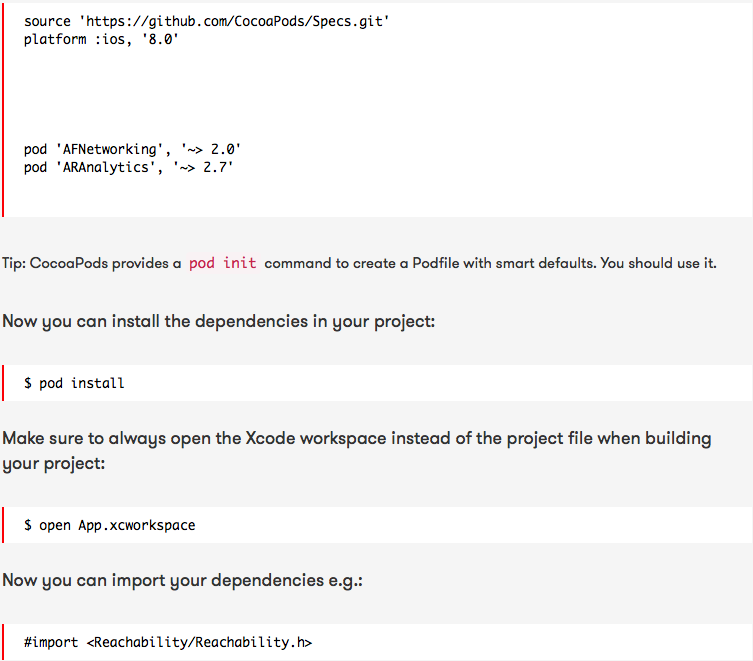 source 'https://github.com/CocoaPods/Specs.git'
platform :ios, '8.0'
pod 'AFNetworking', '~> 2.0'
pod 'ARAnalytics', '~> 2.7'
Tip: CocoaPods provides a pod init command to create a Podfile with smart defaults. You should use it.
Now you can install the dependencies in your project:
$ pod install
Make sure to always open the Xcode workspace instead of the project file when building
your project:
$ open App.xcworkspace
Now you can import your dependencies e.g.:
#import <Reachability/Reachability.h>